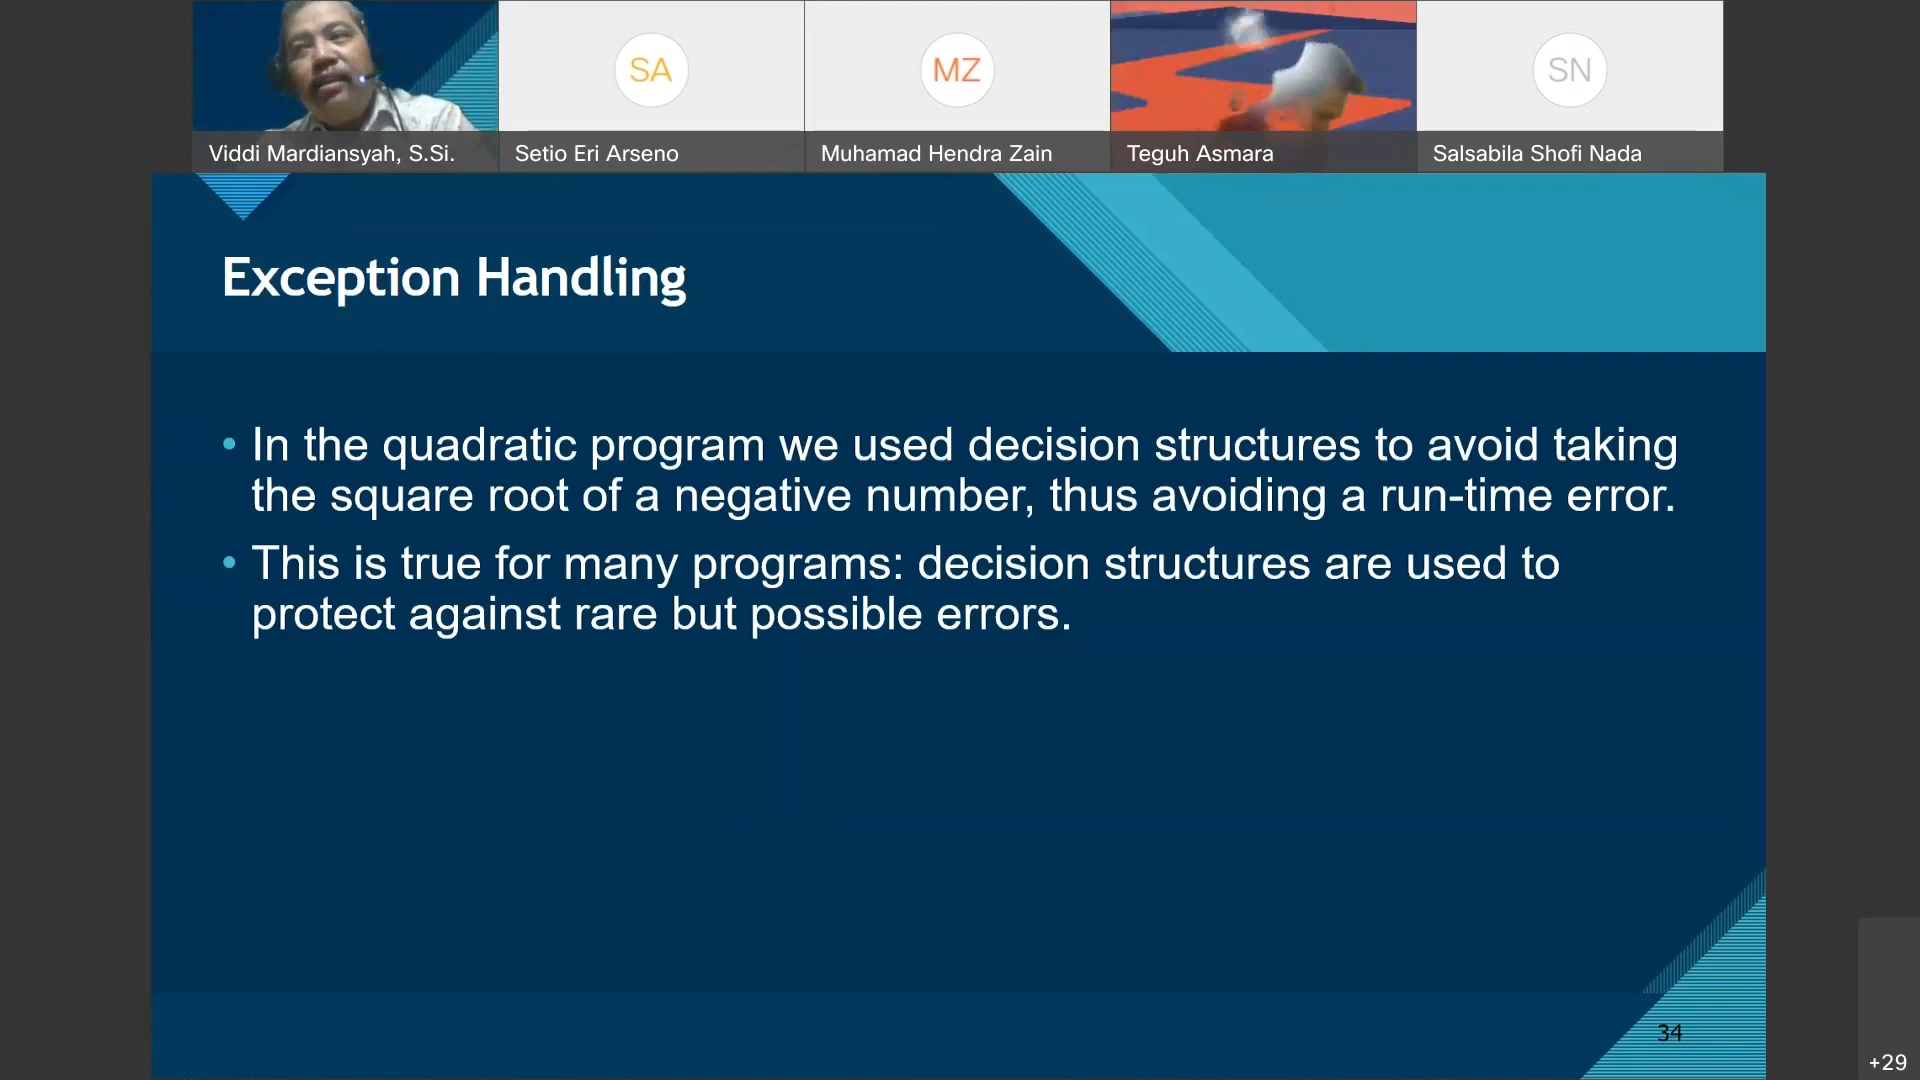 SA
MZ
SN
Viddi Mardiansyah, S.Si.
Setio Eri Arseno
Muhamad Hendra Zain
Teguh Asmara
Salsabila Shofi Nada
Exception Handling
• In the quadratic program we used decision structures to avoid taking
the square root of a negative number, thus avoiding a run-time error.
• This is true for many programs: decision structures are used to
protect against rare but possible errors.
34
+29